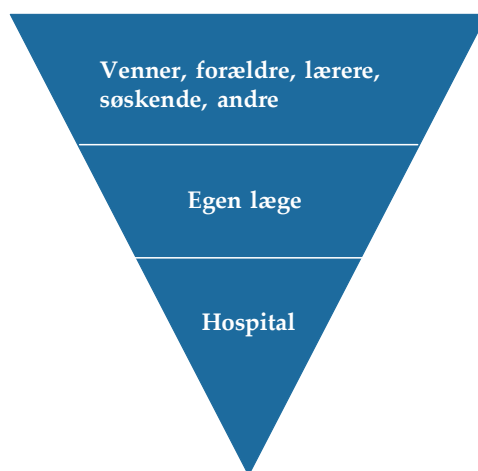 Venner, forældre, lærere,
søskende, andre
Egen læge
Hospital